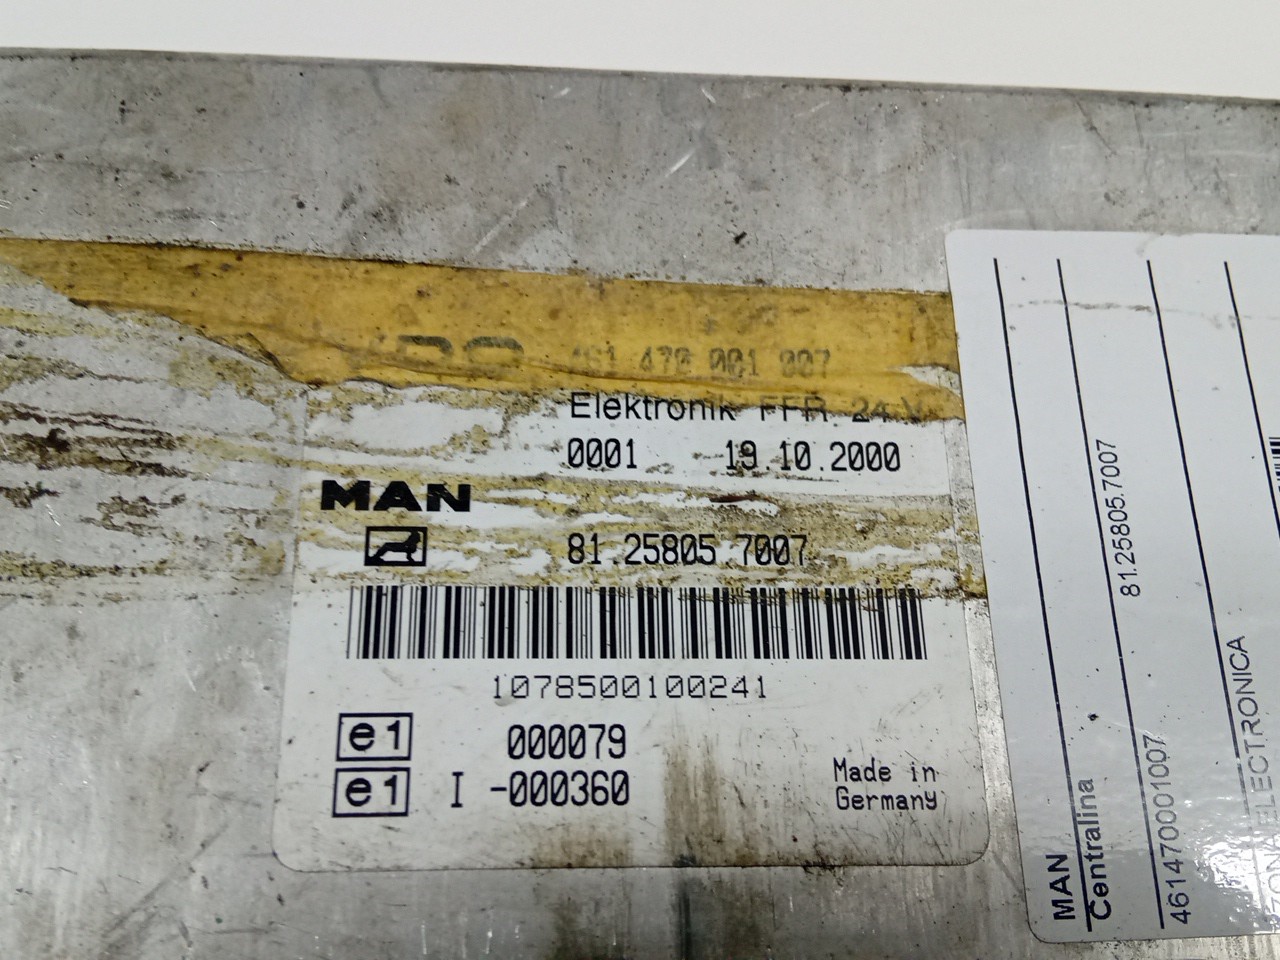 461 470 001 007
Elektronik FFR 24 V
0001 19.10.2000
MAN
81.25805.7007
1078500100241
e1 000079
e1 I -000360
Made in
Germany
MAN
Centralina
81.25805.7007
461470001007
ELECTRONICA